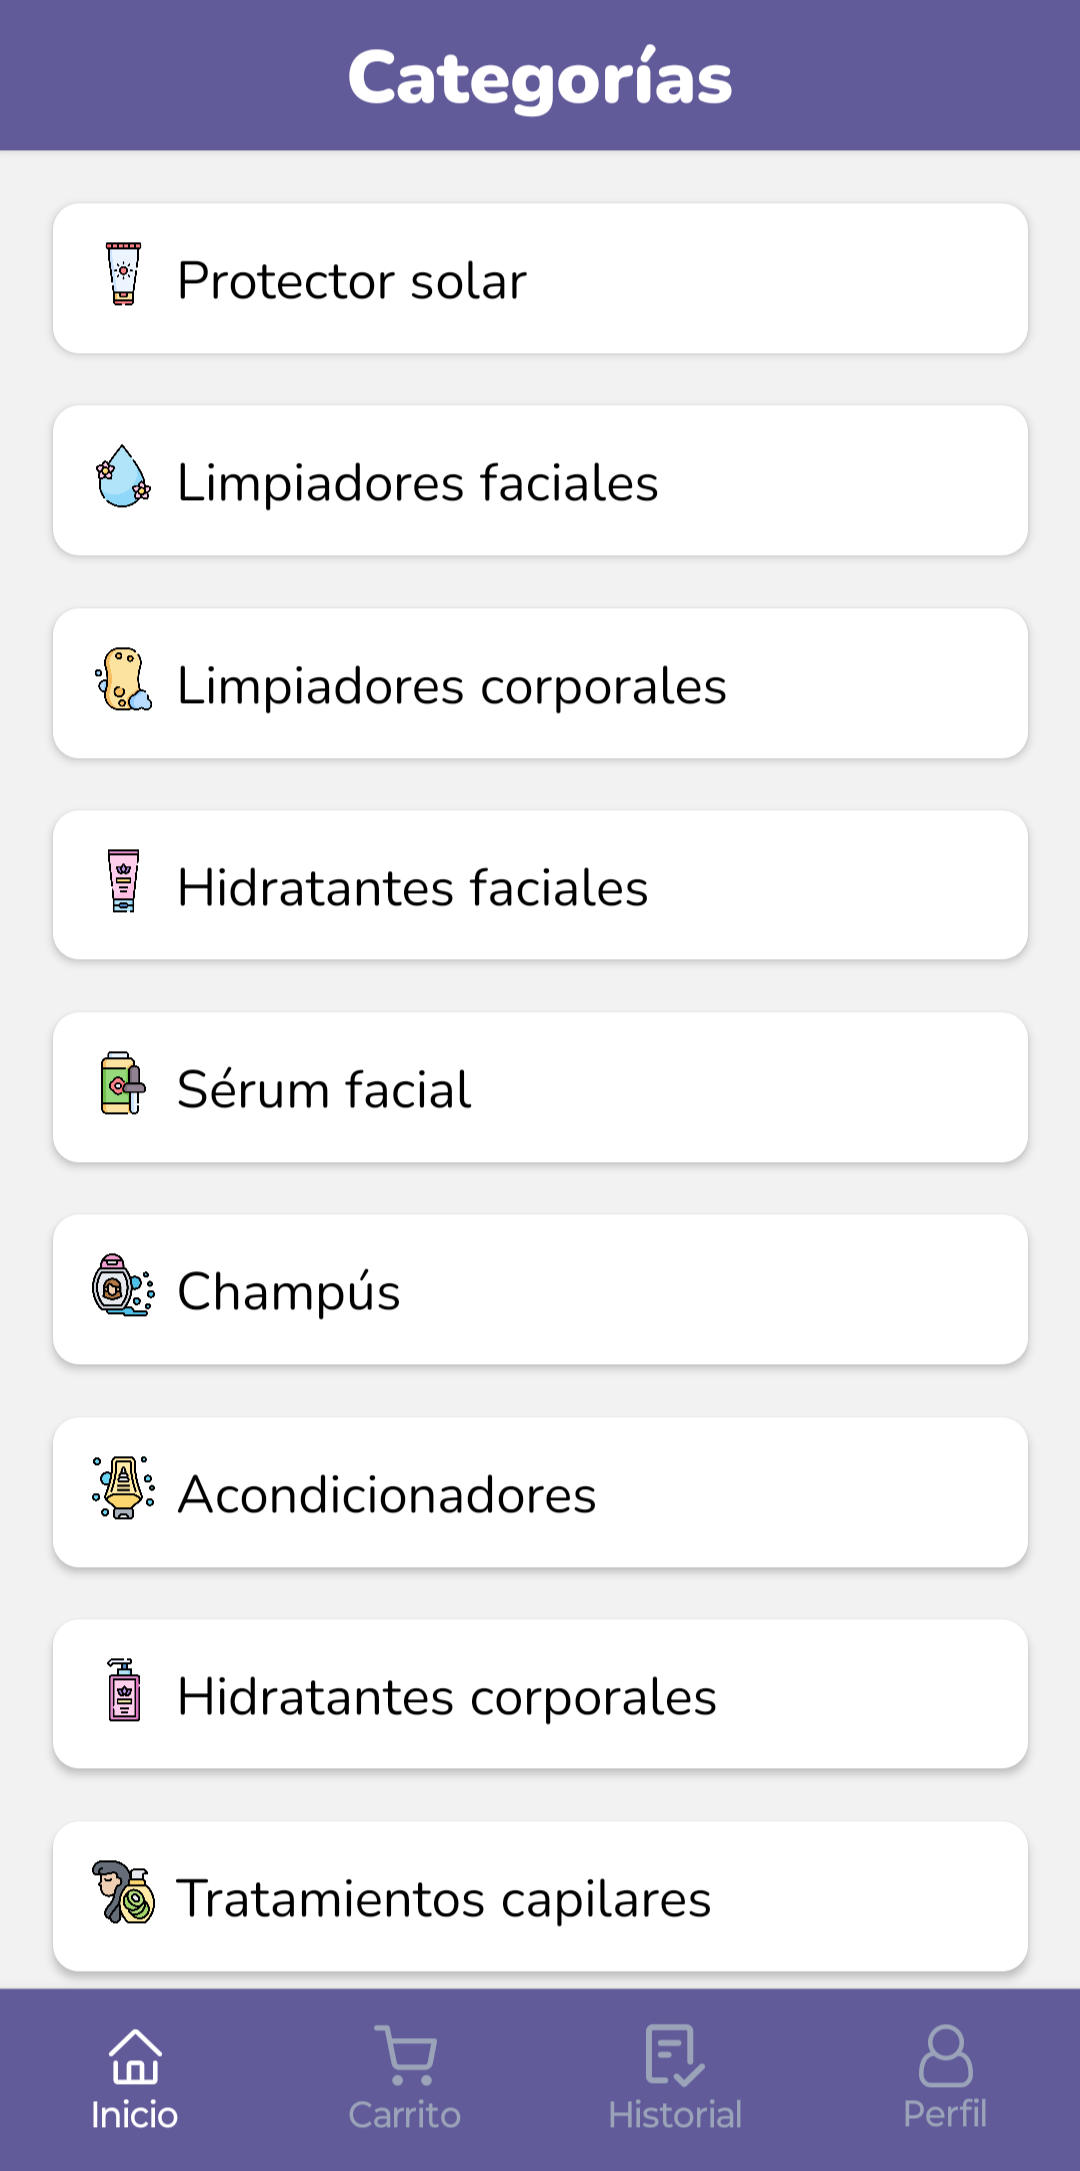 Categorías
Protector solar
Limpiadores faciales
Limpiadores corporales
Hidratantes faciales
Sérum facial
Champús
Acondicionadores
Hidratantes corporales
Tratamientos capilares
Inicio
Carrito
Historial
Perfil